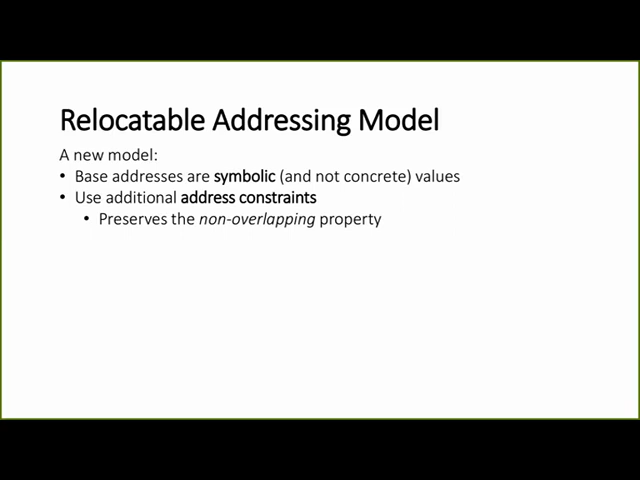 Relocatable Addressing Model
A new model:
• Base addresses are symbolic (and not concrete) values
• Use additional address constraints
• Preserves the non-overlapping property